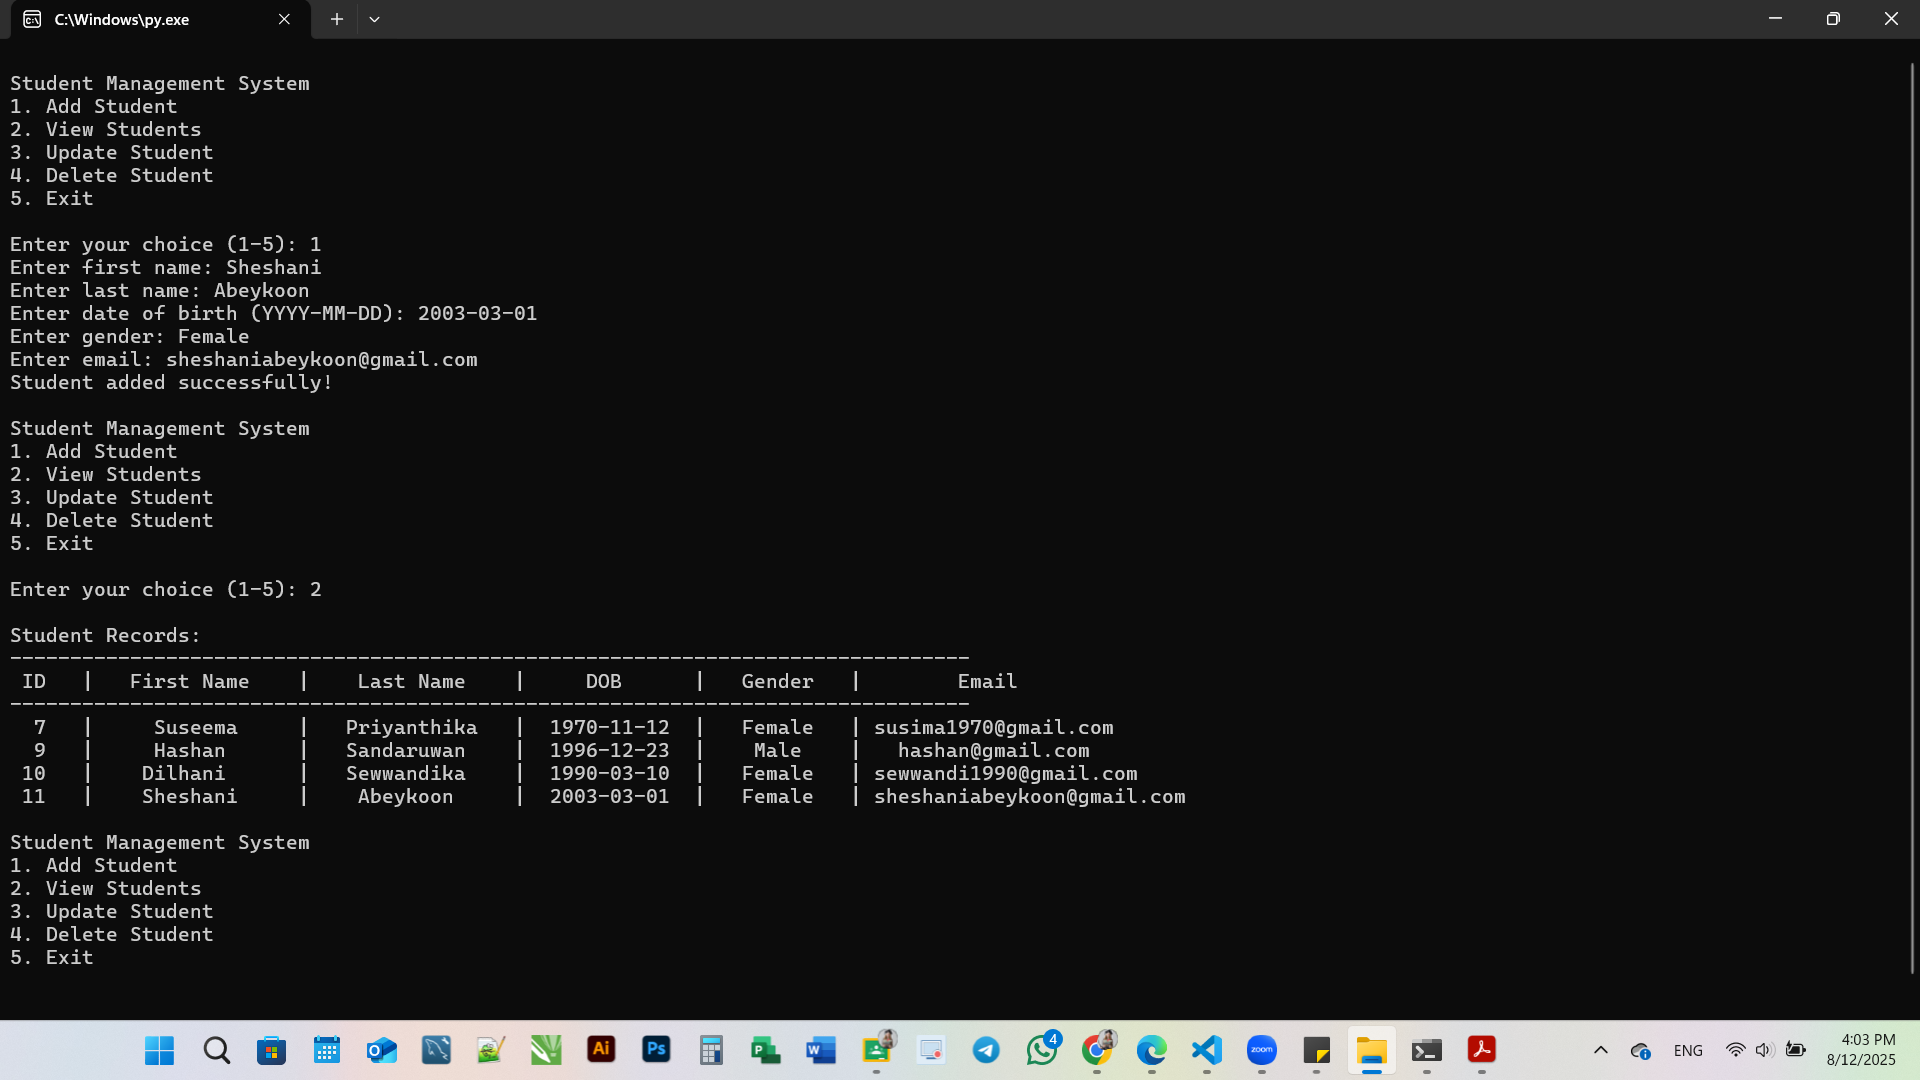 C:\Windows\py.exe
Student Management System
1. Add Student
2. View Students
3. Update Student
4. Delete Student
5. Exit
Enter your choice (1-5): 1
Enter first name: Sheshani
Enter last name: Abeykoon
Enter date of birth (YYYY-MM-DD): 2003-03-01
Enter gender: Female
Enter email: sheshaniabeykoon@gmail.com
Student added successfully!
Student Management System
1. Add Student
2. View Students
3. Update Student
4. Delete Student
5. Exit
Enter your choice (1-5): 2
Student Records:
--------------------------------------------------------------------------------
ID | First Name | Last Name | DOB | Gender | Email
--------------------------------------------------------------------------------
7 | Suseema | Priyanthika | 1970-11-12 | Female | susima1970@gmail.com
9 | Hashan | Sandaruwan | 1996-12-23 | Male | hashan@gmail.com
10 | Dilhani | Sewwandika | 1990-03-10 | Female | sewwandi1990@gmail.com
11 | Sheshani | Abeykoon | 2003-03-01 | Female | sheshaniabeykoon@gmail.com
Student Management System
1. Add Student
2. View Students
3. Update Student
4. Delete Student
5. Exit
Ai
Ps
P
W
4
zoom
ENG
4:03 PM
8/12/2025